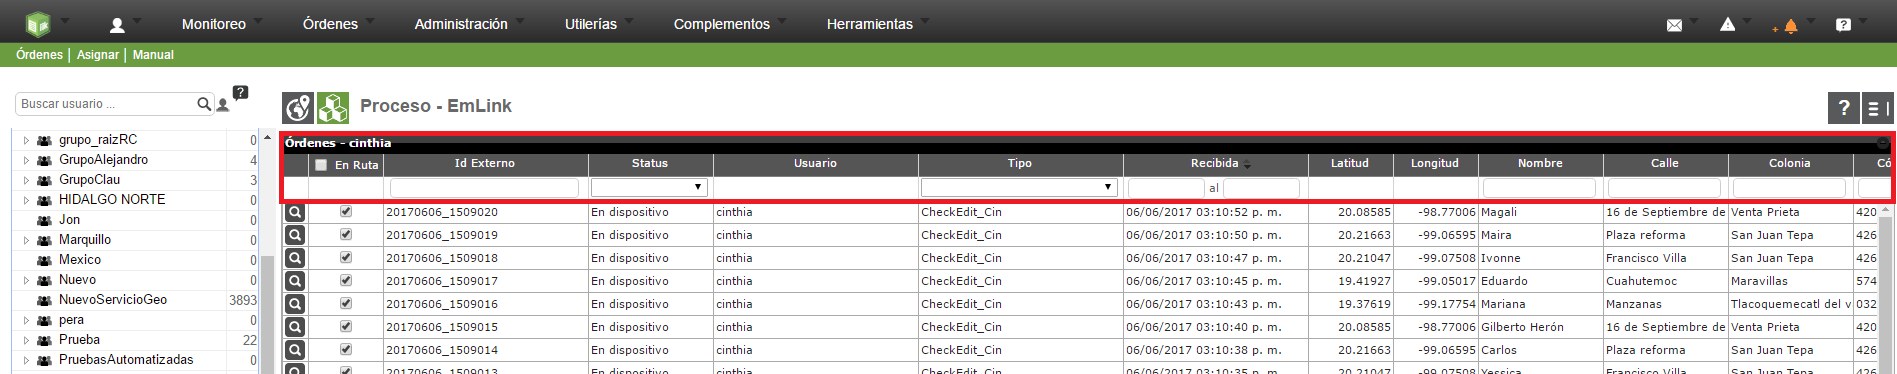 Monitoreo Órdenes Administración Utilerías Complementos Herramientas
Órdenes | Asignar | Manual
Buscar usuario ... ?
Proceso - EmLink ?
grupo_raizRC 0
GrupoAlejandro 4
GrupoClau 3
HIDALGO NORTE 0
Jon 0
Marquillo 0
Mexico 0
Nuevo 0
NuevoServicioGeo 3893
pera 0
Prueba 22
PruebasAutomatizadas 0
Órdenes - cinthia
En Ruta Id Externo Status Usuario Tipo Recibida Latitud Longitud Nombre Calle Colonia Có
al
20170606_1509020 En dispositivo cinthia CheckEdit_Cin 06/06/2017 03:10:52 p. m. 20.08585 -98.77006 Magali 16 de Septiembre de Venta Prieta 420
20170606_1509019 En dispositivo cinthia CheckEdit_Cin 06/06/2017 03:10:50 p. m. 20.21663 -99.06595 Maira Plaza reforma San Juan Tepa 426
20170606_1509018 En dispositivo cinthia CheckEdit_Cin 06/06/2017 03:10:47 p. m. 20.21047 -99.07508 Ivonne Francisco Villa San Juan Tepa 426
20170606_1509017 En dispositivo cinthia CheckEdit_Cin 06/06/2017 03:10:45 p. m. 19.41927 -99.05017 Eduardo Cuahutemoc Maravillas 574
20170606_1509016 En dispositivo cinthia CheckEdit_Cin 06/06/2017 03:10:43 p. m. 19.37619 -99.17754 Mariana Manzanas Tlacoquemecatl del v 032
20170606_1509015 En dispositivo cinthia CheckEdit_Cin 06/06/2017 03:10:40 p. m. 20.08585 -98.77006 Gilberto Herón 16 de Septiembre de Venta Prieta 420
20170606_1509014 En dispositivo cinthia CheckEdit_Cin 06/06/2017 03:10:38 p. m. 20.21663 -99.06595 Carlos Plaza reforma San Juan Tepa 426
20170606_1509013 En dispositivo cinthia CheckEdit_Cin 06/06/2017 03:10:35 p. m. 20.21047 -99.07508 Yessica Francisco Villa San Juan Tepa 426